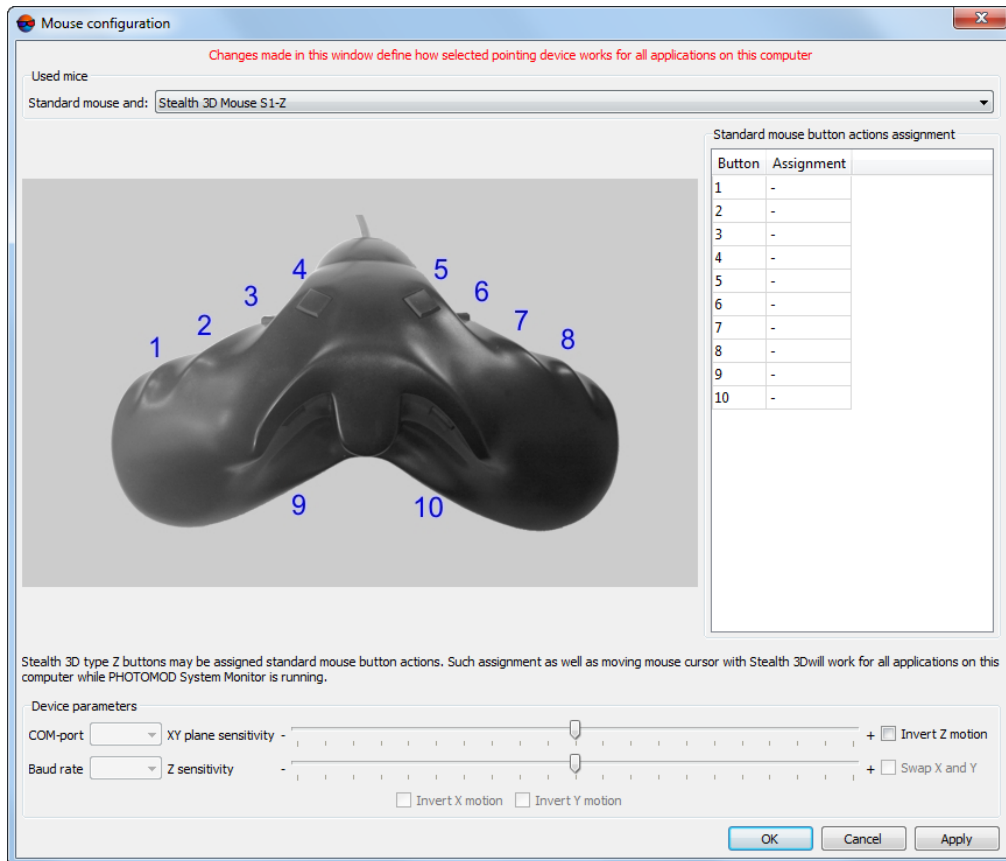 Mouse configuration
Changes made in this window define how selected pointing device works for all applications on this computer
Used mice
Standard mouse and: Stealth 3D Mouse S1-Z
Standard mouse button actions assignment
Button Assignment
1 -
2 -
3 -
4 -
5 -
6 -
7 -
8 -
9 -
10 -
4 5
3 6
2 7
1 8
9 10
Stealth 3D type Z buttons may be assigned standard mouse button actions. Such assignment as well as moving mouse cursor with Stealth 3Dwill work for all applications on this
computer while PHOTOMOD System Monitor is running.
Device parameters
COM-port XY plane sensitivity - + Invert Z motion
Baud rate Z sensitivity - + Swap X and Y
Invert X motion Invert Y motion
OK Cancel Apply